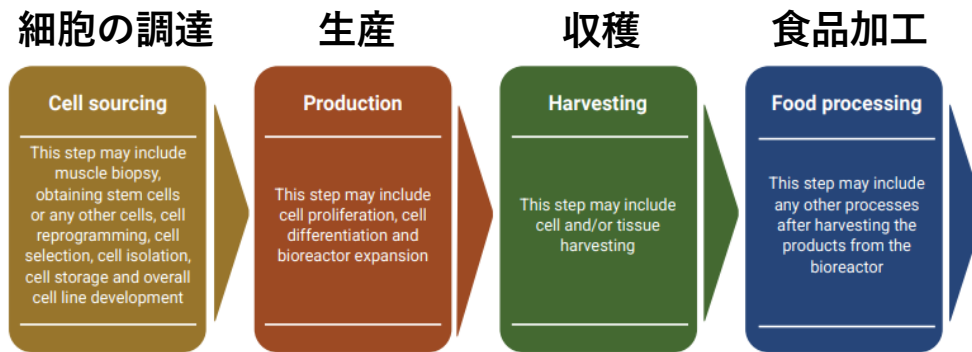 細胞の調達
生産
収穫
食品加工
Cell sourcing
This step may include
muscle biopsy,
obtaining stem cells
or any other cells, cell
reprogramming, cell
selection, cell isolation,
cell storage and overall
cell line development
Production
This step may include
cell proliferation, cell
differentiation and
bioreactor expansion
Harvesting
This step may include
cell and/or tissue
harvesting
Food processing
This step may include
any other processes
after harvesting the
products from the
bioreactor